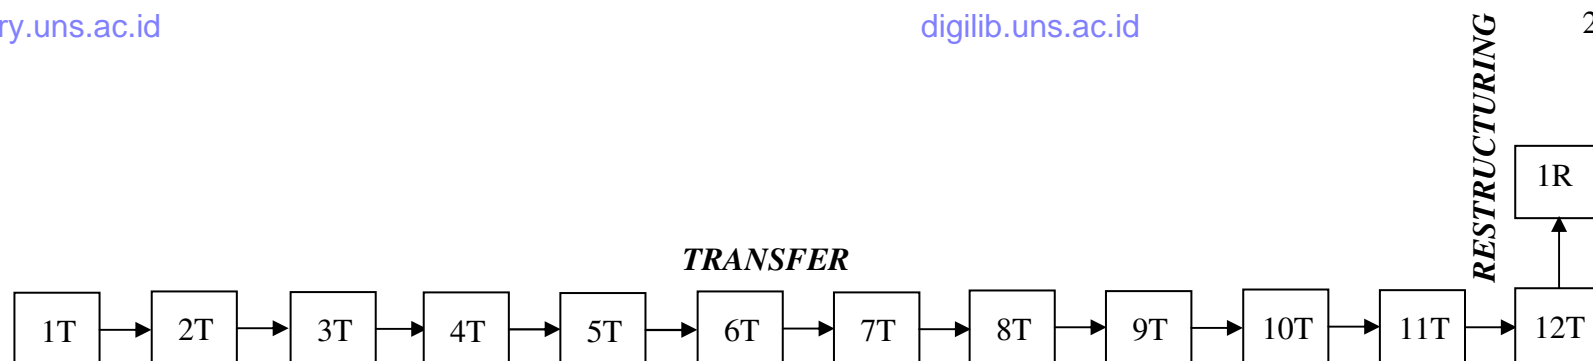 ry.uns.ac.id digilib.uns.ac.id 2
RESTRUCTURING
1R
TRANSFER
1T 2T 3T 4T 5T 6T 7T 8T 9T 10T 11T 12T